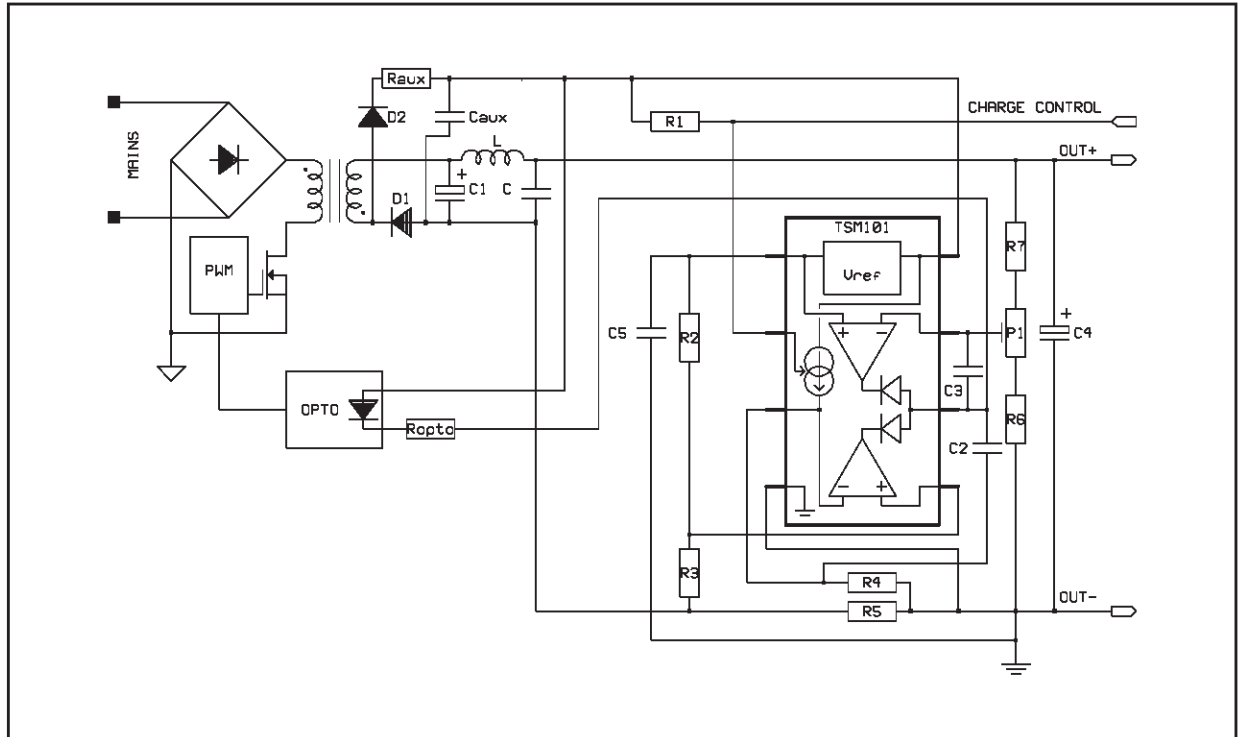 Raux
D2
Caux
R1
CHARGE CONTROL
MAINS
L
OUT+
C1
C
D1
TSM101
PWM
Vref
R7
C5
R2
+
-
P1
+
C4
+
C3
OPTO
Ropto
R6
C2
-
+
R3
R4
R5
OUT-